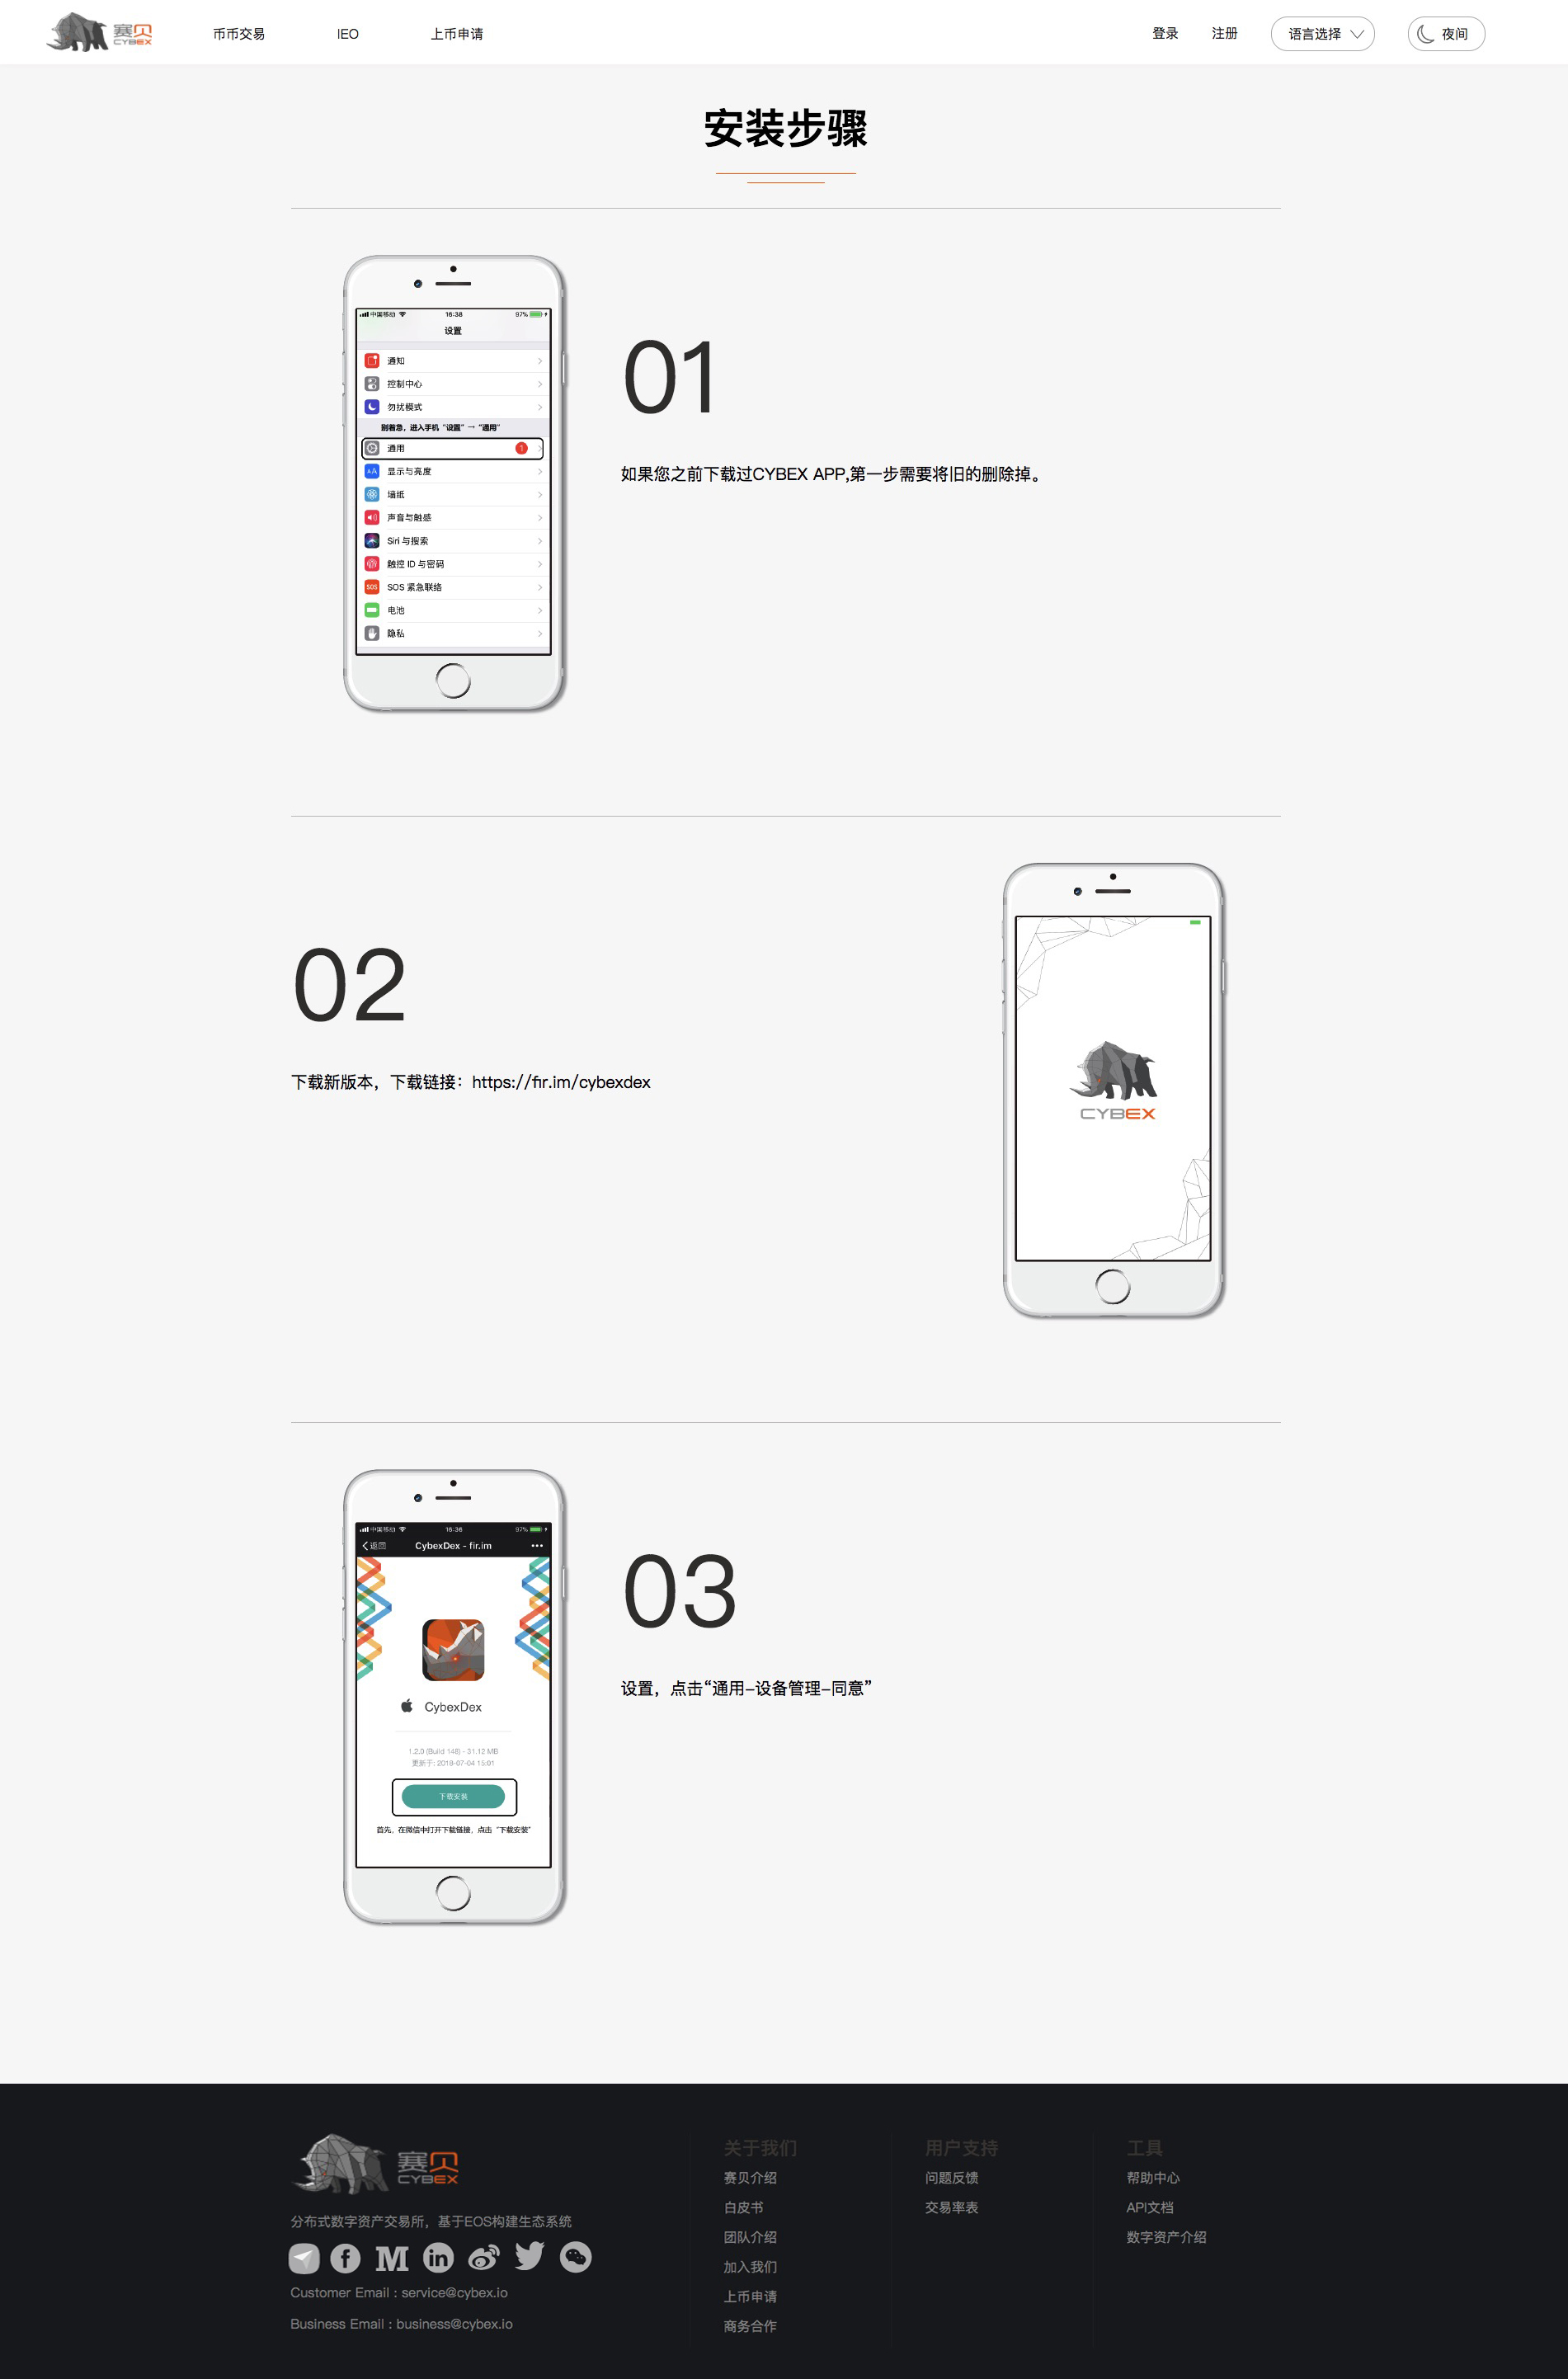 赛贝
CYBEX
币币交易
IEO
上币申请
登录
注册
语言选择
夜间
安装步骤
中国移动
16:38
97%
设置
通知
控制中心
勿扰模式
别着急，进入手机“设置”→“通用”
通用
1
显示与亮度
墙纸
声音与触感
Siri 与搜索
触控 ID 与密码
SOS 紧急联络
电池
隐私
01
如果您之前下载过CYBEX APP,第一步需要将旧的删除掉。
02
下载新版本，下载链接：https://fir.im/cybexdex
CYBEX
中国移动
16:36
97%
返回
CybexDex - fir.im
CybexDex
1.2.0 (Build 148) - 31.12 MB
更新于: 2019-07-04 15:01
下载安装
首先，在微信中打开下载链接，点击“下载安装”
03
设置，点击“通用–设备管理–同意”
赛贝
CYBEX
分布式数字资产交易所，基于EOS构建生态系统
Customer Email : service@cybex.io
Business Email : business@cybex.io
关于我们
赛贝介绍
白皮书
团队介绍
加入我们
上币申请
商务合作
用户支持
问题反馈
交易率表
工具
帮助中心
API文档
数字资产介绍